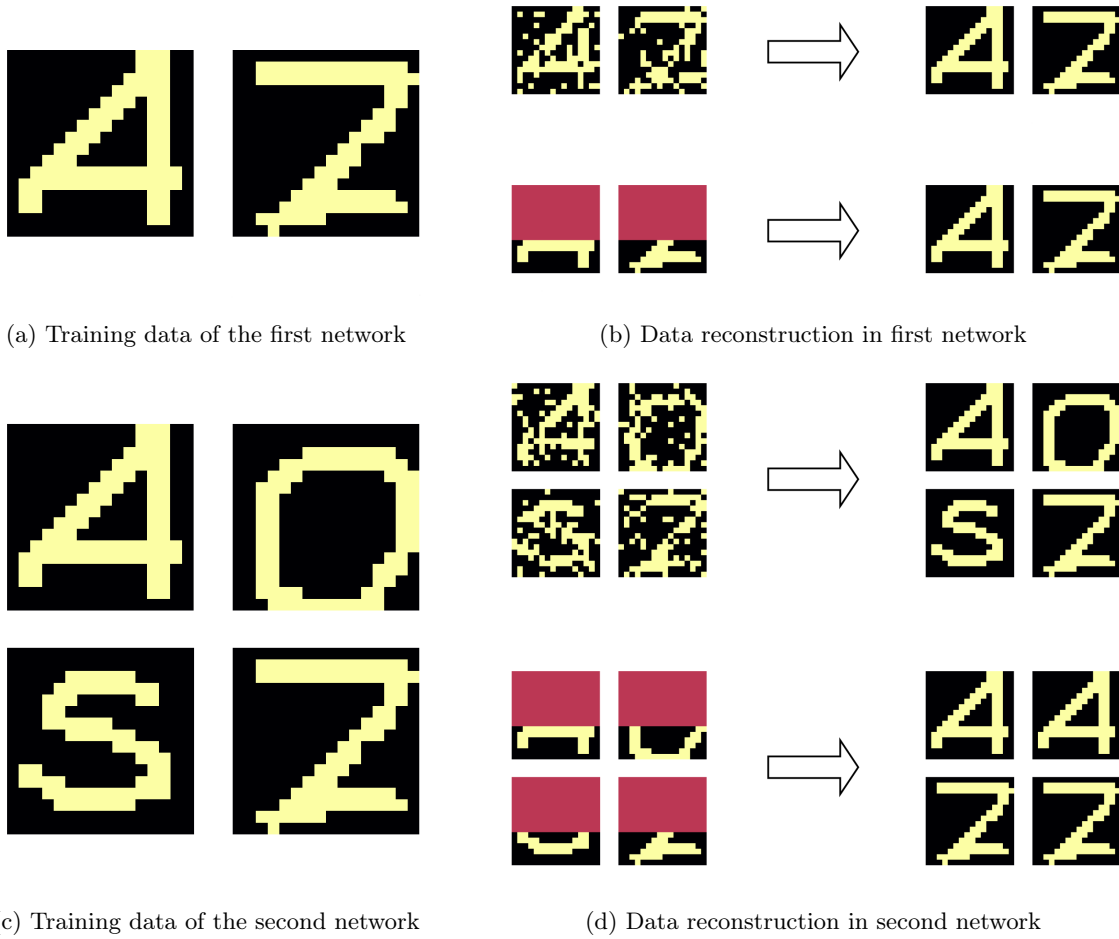 (a) Training data of the first network
(b) Data reconstruction in first network
c) Training data of the second network
(d) Data reconstruction in second network